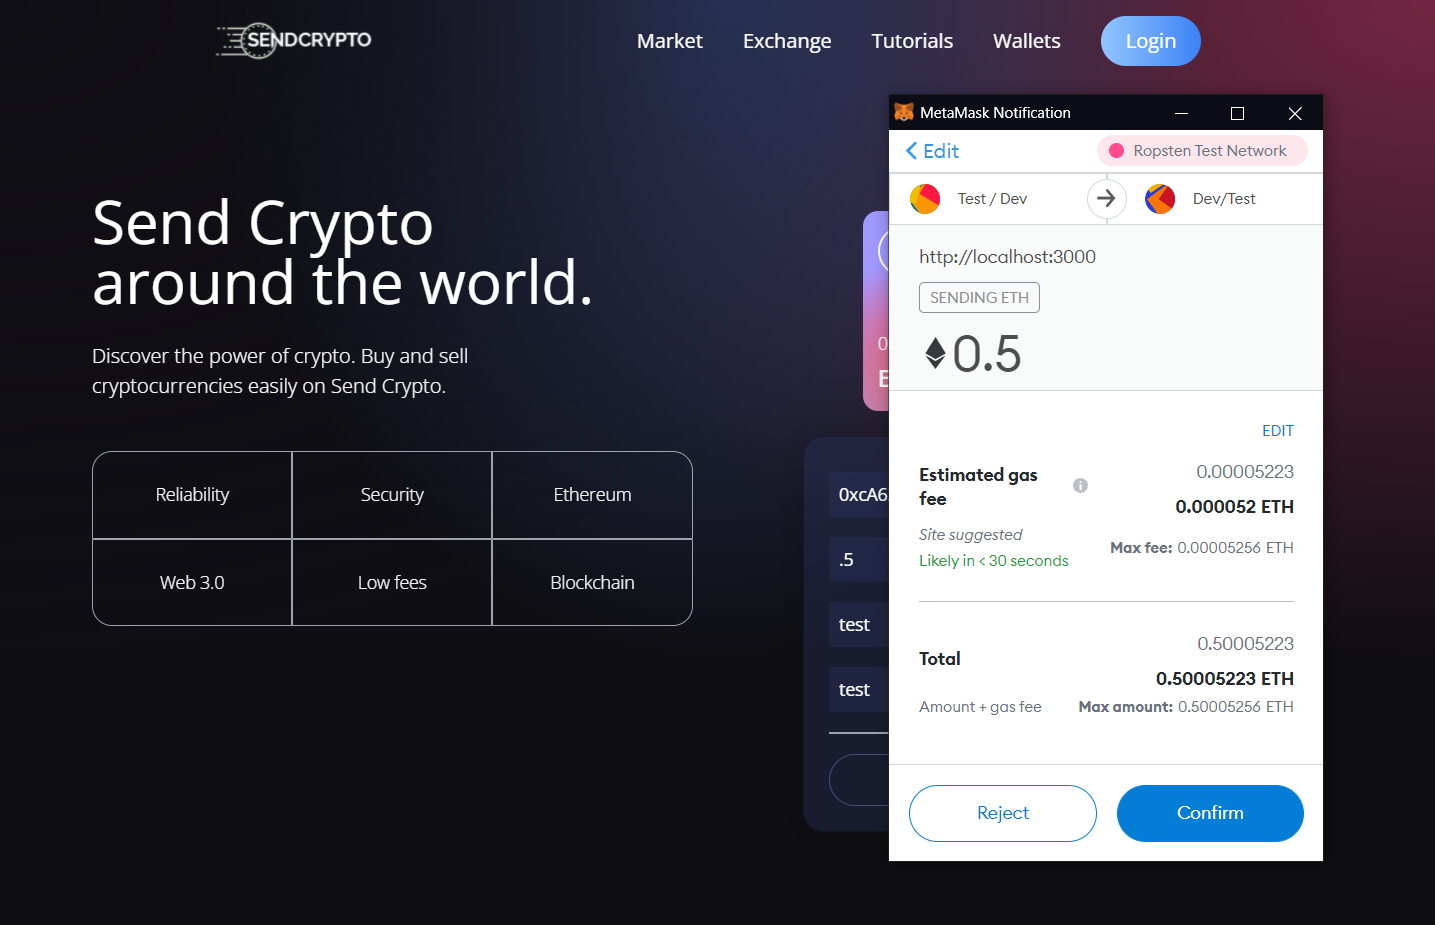 SENDCRYPTO
Market Exchange Tutorials Wallets Login
Send Crypto
around the world.
Discover the power of crypto. Buy and sell
cryptocurrencies easily on Send Crypto.
Reliability Security Ethereum
Web 3.0 Low fees Blockchain
0
E
0xcA6
.5
test
test
MetaMask Notification
Edit
Ropsten Test Network
Test / Dev
Dev/Test
http://localhost:3000
SENDING ETH
0.5
EDIT
Estimated gas
fee
0.00005223
0.000052 ETH
Site suggested
Likely in < 30 seconds
Max fee: 0.00005256 ETH
Total
0.50005223
0.50005223 ETH
Amount + gas fee
Max amount: 0.50005256 ETH
Reject
Confirm